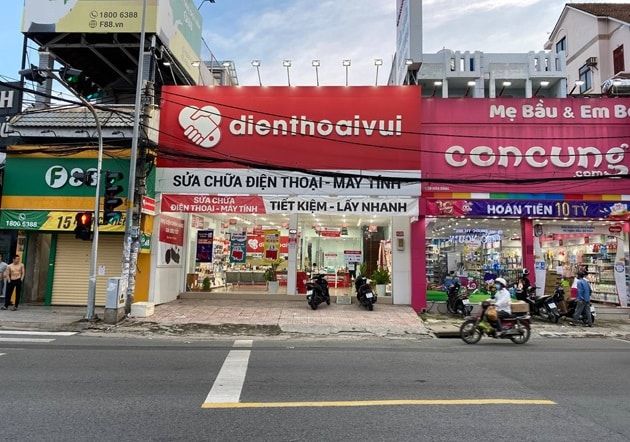 1800 6388
F88.vn
dienthoaivui
Mẹ Bầu & Em Bé
concung
.com
F88
1800 6388
SỬA CHỮA ĐIỆN THOẠI - MÁY TÍNH
SỬA CHỮA
ĐIỆN THOẠI - MÁY TÍNH
TIẾT KIỆM - LẤY NHANH
HOÀN TIỀN 10 TỶ